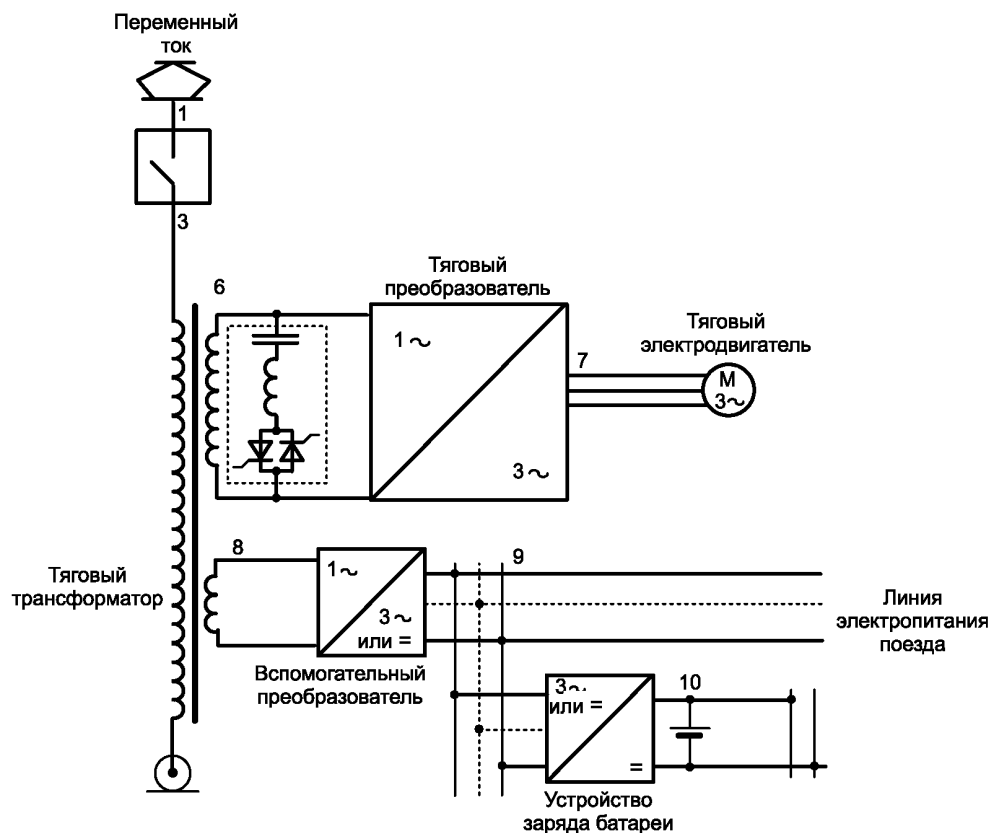 Переменный
ток
1
3
6
Тяговый
преобразователь
1~
3~
7
Тяговый
электродвигатель
М
3~
8
Тяговый
трансформатор
1~
3~
или =
Вспомогательный
преобразователь
9
Линия
электропитания
поезда
3~
или =
=
10
Устройство
заряда батареи